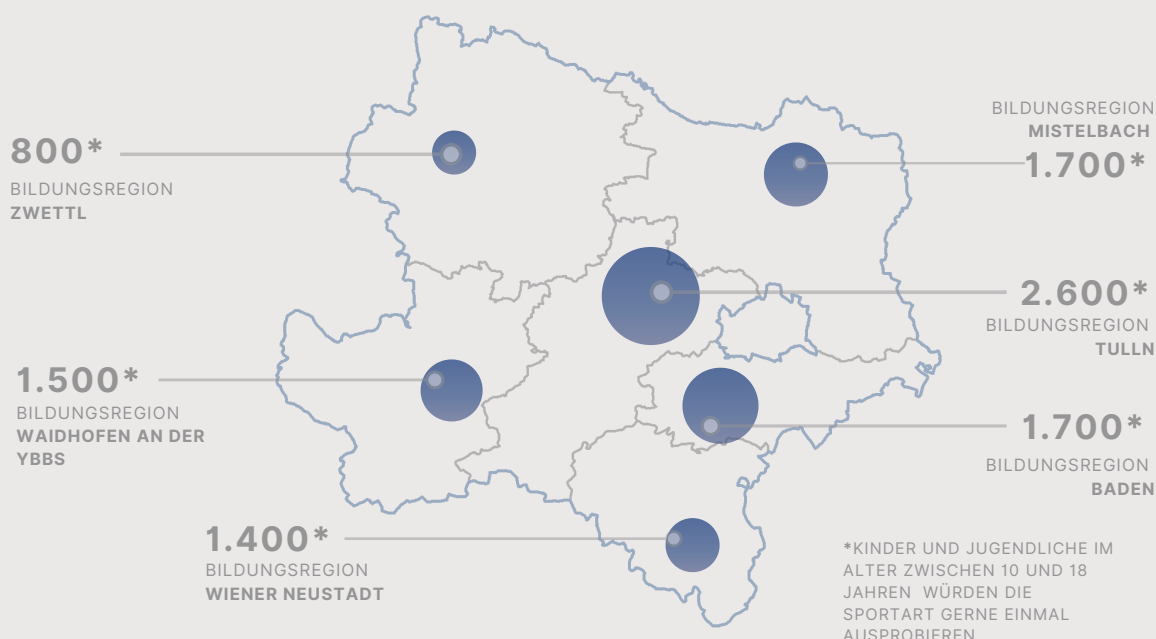 800*
BILDUNGSREGION
ZWETTL
BILDUNGSREGION
MISTELBACH
1.700*
2.600*
BILDUNGSREGION
TULLN
1.500*
BILDUNGSREGION
WAIDHOFEN AN DER
YBBS
1.700*
BILDUNGSREGION
BADEN
1.400*
BILDUNGSREGION
WIENER NEUSTADT
*KINDER UND JUGENDLICHE IM
ALTER ZWISCHEN 10 UND 18
JAHREN WÜRDEN DIE
SPORTART GERNE EINMAL
AUSPROBIEREN